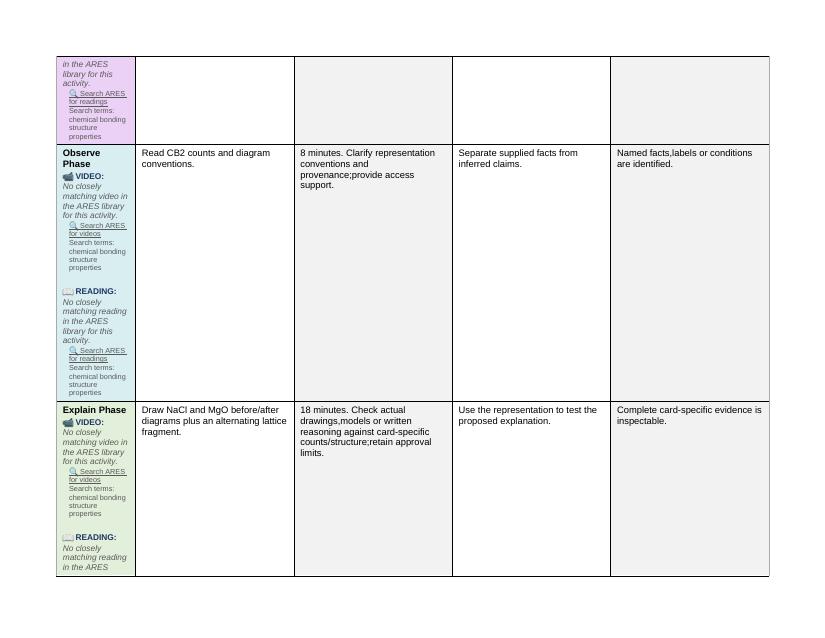 in the ARES
library for this
activity.
🔍 Search ARES
for readings
Search terms:
chemical bonding
structure
properties
Observe
Phase
📹 VIDEO:
No closely
matching video in
the ARES library
for this activity.
🔍 Search ARES
for videos
Search terms:
chemical bonding
structure
properties
📖 READING:
No closely
matching reading
in the ARES
library for this
activity.
🔍 Search ARES
for readings
Search terms:
chemical bonding
structure
properties
Read CB2 counts and diagram
conventions.
8 minutes. Clarify representation
conventions and
provenance;provide access
support.
Separate supplied facts from
inferred claims.
Named facts,labels or conditions
are identified.
Explain Phase
📹 VIDEO:
No closely
matching video in
the ARES library
for this activity.
🔍 Search ARES
for videos
Search terms:
chemical bonding
structure
properties
📖 READING:
No closely
matching reading
in the ARES
Draw NaCl and MgO before/after
diagrams plus an alternating lattice
fragment.
18 minutes. Check actual
drawings,models or written
reasoning against card-specific
counts/structure;retain approval
limits.
Use the representation to test the
proposed explanation.
Complete card-specific evidence is
inspectable.